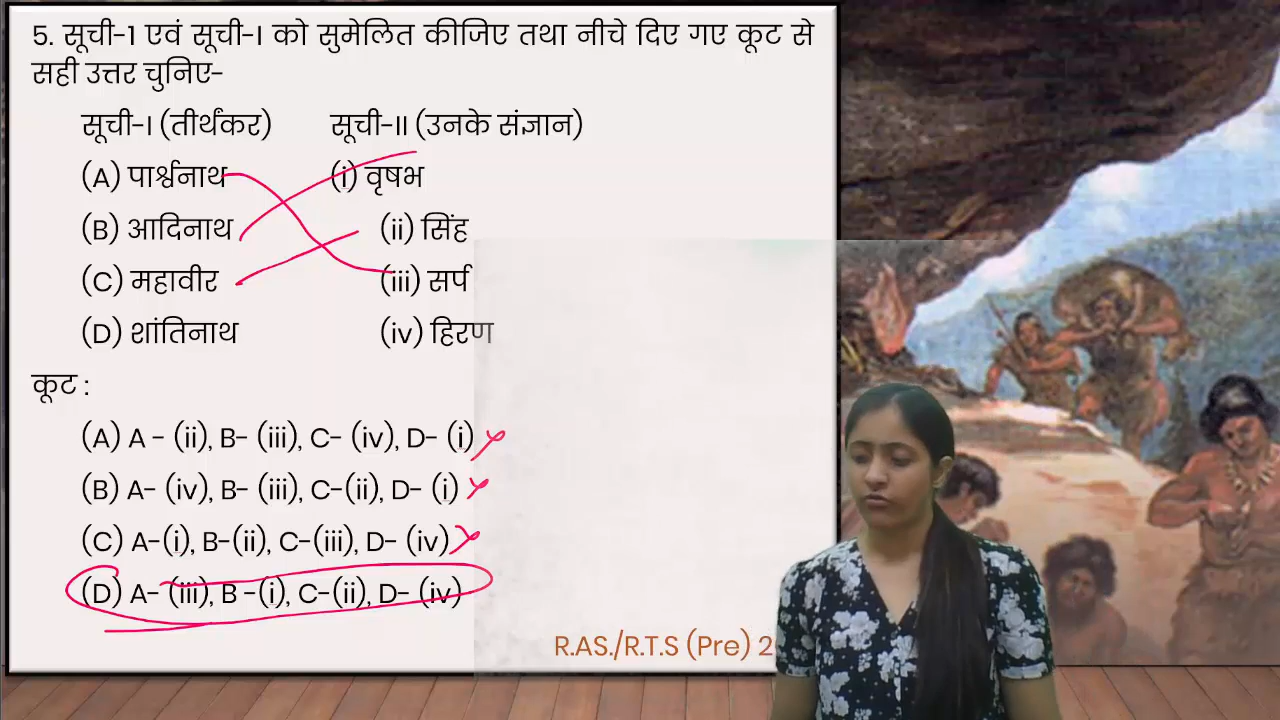 5. सूची-1 एवं सूची-I को सुमेलित कीजिए तथा नीचे दिए गए कूट से
सही उत्तर चुनिए-
सूची-I (तीर्थंकर) सूची-II (उनके संज्ञान)
(A) पार्श्वनाथ (i) वृषभ
(B) आदिनाथ (ii) सिंह
(C) महावीर (iii) सर्प
(D) शांतिनाथ (iv) हिरण
कूट :
(A) A - (ii), B- (iii), C- (iv), D- (i)
(B) A- (iv), B- (iii), C-(ii), D- (i)
(C) A-(i), B-(ii), C-(iii), D- (iv)
(D) A- (iii), B -(i), C-(ii), D- (iv)
R.AS./R.T.S (Pre)